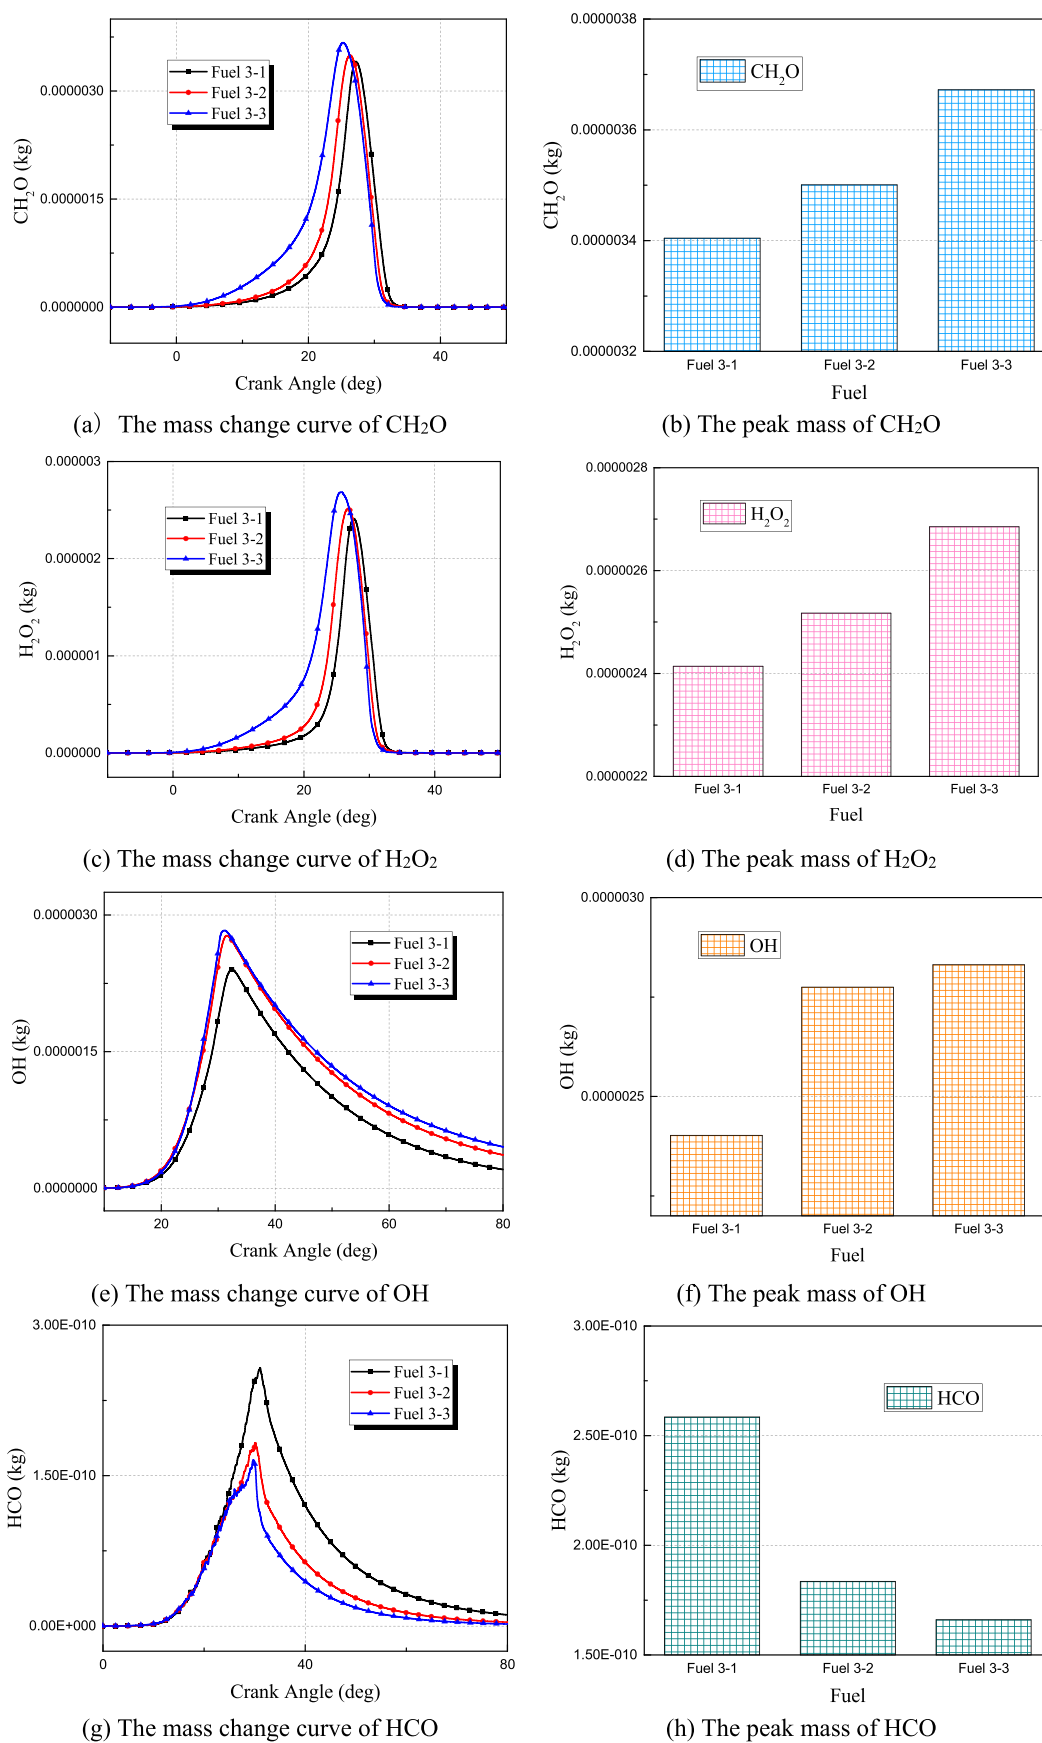 0.0000030
0.0000015
0.0000000
CH2O (kg)
Fuel 3-1
Fuel 3-2
Fuel 3-3
0
20
40
Crank Angle (deg)
(a） The mass change curve of CH2O
0.0000038
0.0000036
0.0000034
0.0000032
CH2O (kg)
CH2O
Fuel 3-1
Fuel 3-2
Fuel 3-3
Fuel
(b) The peak mass of CH2O
0.000003
0.000002
0.000001
0.000000
H2O2 (kg)
Fuel 3-1
Fuel 3-2
Fuel 3-3
0
20
40
Crank Angle (deg)
(c) The mass change curve of H2O2
0.0000028
0.0000026
0.0000024
0.0000022
H2O2 (kg)
H2O2
Fuel 3-1
Fuel 3-2
Fuel 3-3
Fuel
(d) The peak mass of H2O2
0.0000030
0.0000015
0.0000000
OH (kg)
Fuel 3-1
Fuel 3-2
Fuel 3-3
20
40
60
80
Crank Angle (deg)
(e) The mass change curve of OH
0.0000030
0.0000025
OH (kg)
OH
Fuel 3-1
Fuel 3-2
Fuel 3-3
Fuel
(f) The peak mass of OH
3.00E-010
1.50E-010
0.00E+000
HCO (kg)
Fuel 3-1
Fuel 3-2
Fuel 3-3
0
40
80
Crank Angle (deg)
(g) The mass change curve of HCO
3.00E-010
2.50E-010
2.00E-010
1.50E-010
HCO (kg)
HCO
Fuel 3-1
Fuel 3-2
Fuel 3-3
Fuel
(h) The peak mass of HCO